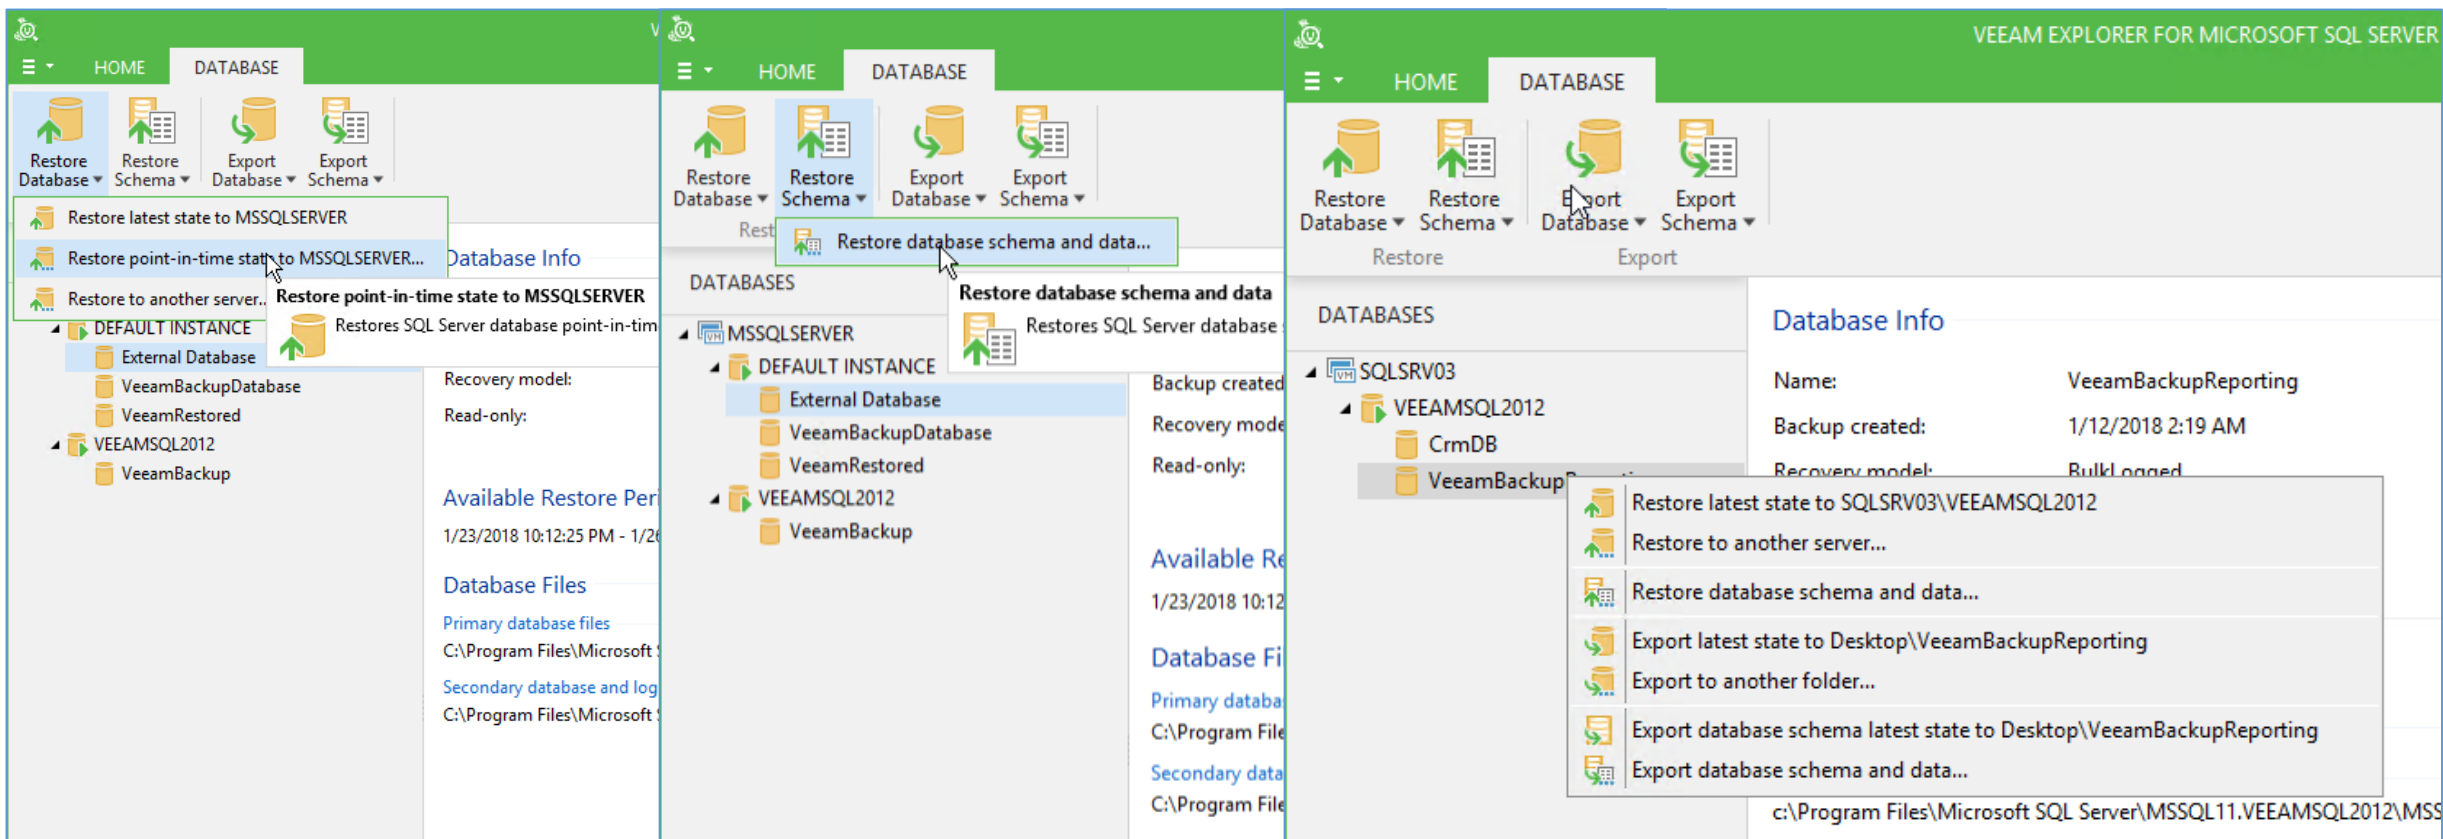 HOME DATABASE
Restore Database
Restore Schema
Export Database
Export Schema
Restore latest state to MSSQLSERVER
Restore point-in-time state to MSSQLSERVER...
Restore to another server..
Restore point-in-time state to MSSQLSERVER
Restores SQL Server database point-in-tim
DEFAULT INSTANCE
External Database
VeeamBackupDatabase
VeeamRestored
VEEAMSQL2012
VeeamBackup
Database Info
Recovery model:
Read-only:
Available Restore Peri
1/23/2018 10:12:25 PM - 1/26
Database Files
Primary database files
C:\Program Files\Microsoft
Secondary database and log
C:\Program Files\Microsoft
V
HOME DATABASE
Restore Database
Restore Schema
Export Database
Export Schema
Rest
Restore database schema and data...
Restore database schema and data
Restores SQL Server database
DATABASES
MSSQLSERVER
DEFAULT INSTANCE
External Database
VeeamBackupDatabase
VeeamRestored
VEEAMSQL2012
VeeamBackup
Backup created
Recovery mode
Read-only:
Available Re
1/23/2018 10:12
Database Fi
Primary databa
C:\Program File
Secondary data
C:\Program File
VEEAM EXPLORER FOR MICROSOFT SQL SERVER
HOME DATABASE
Restore Database
Restore Schema
Export Database
Export Schema
Restore
Export
DATABASES
SQLSRV03
VEEAMSQL2012
CrmDB
VeeamBackup
Database Info
Name: VeeamBackupReporting
Backup created: 1/12/2018 2:19 AM
Recovery model: BulkLogged
Restore latest state to SQLSRV03\VEEAMSQL2012
Restore to another server...
Restore database schema and data...
Export latest state to Desktop\VeeamBackupReporting
Export to another folder...
Export database schema latest state to Desktop\VeeamBackupReporting
Export database schema and data...
c:\Program Files\Microsoft SQL Server\MSSQL11.VEEAMSQL2012\MSS